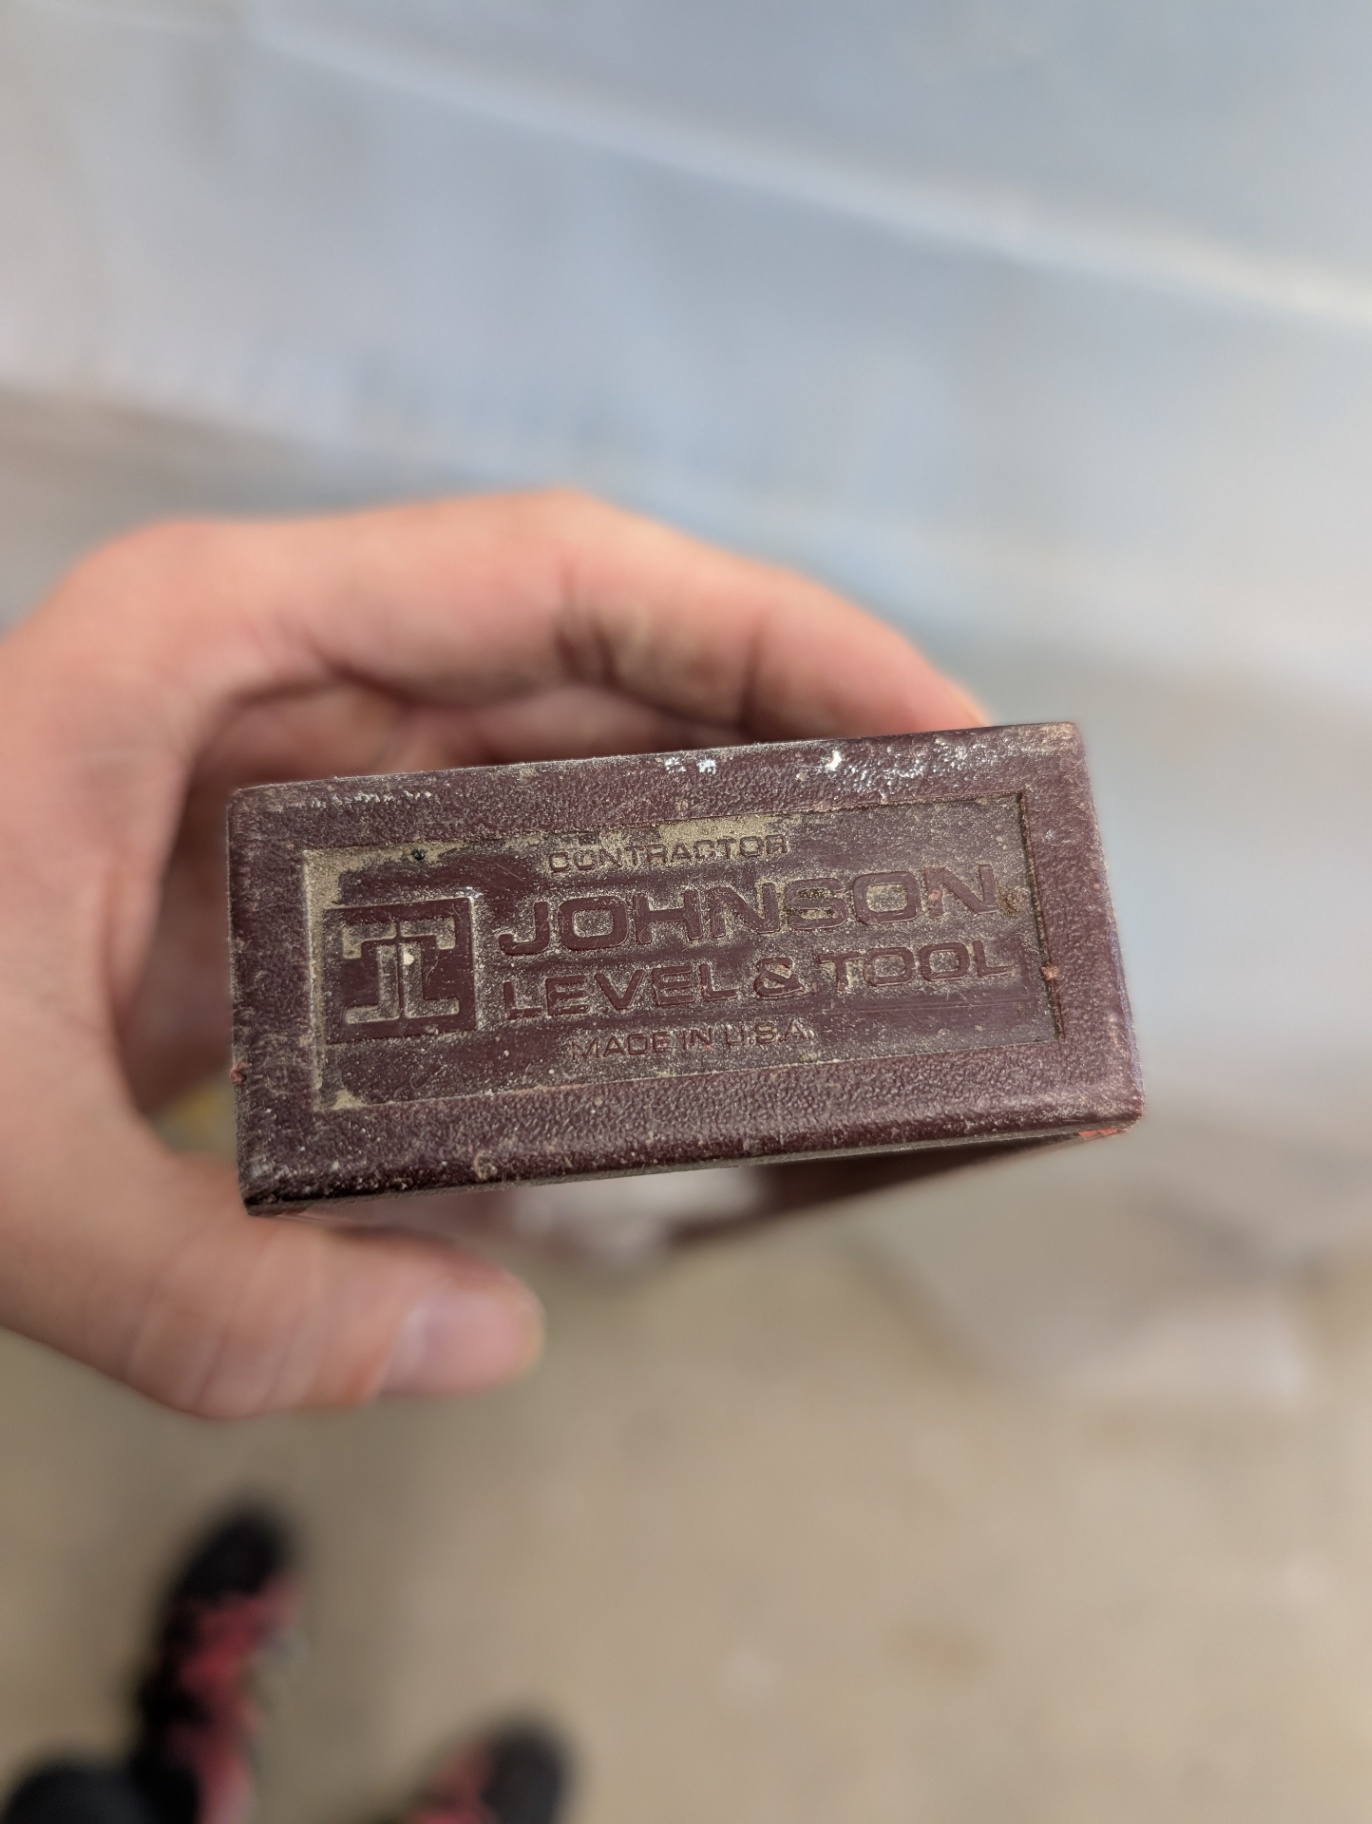 CONTRACTOR
JOHNSON
LEVEL & TOOL
MADE IN U.S.A.